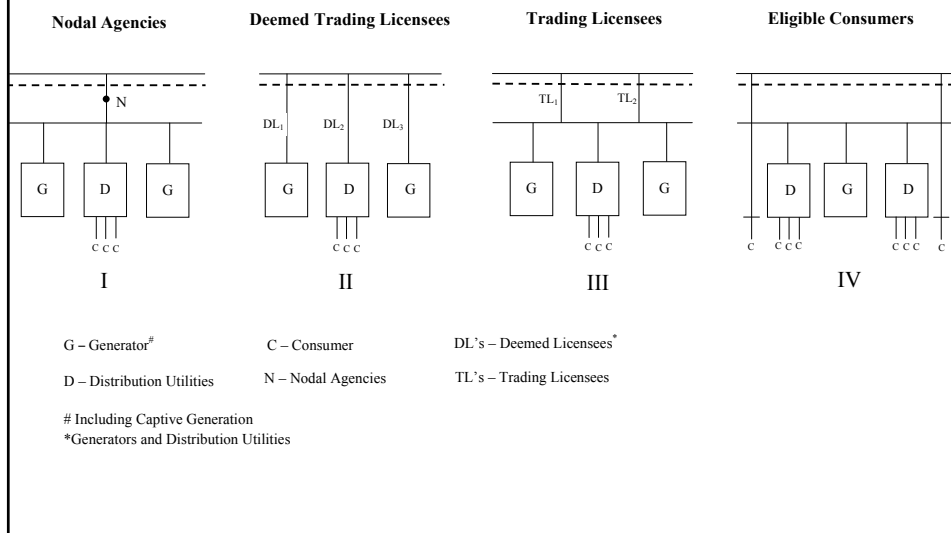 Nodal Agencies
Deemed Trading Licensees
Trading Licensees
Eligible Consumers
N
DL1
DL2
DL3
TL1
TL2
G
D
G
G
D
G
G
D
G
D
G
D
C C C
C C C
C C C
C
C C C
C C C
C
I
II
III
IV
G – Generator#
C – Consumer
DL's – Deemed Licensees*
D – Distribution Utilities
N – Nodal Agencies
TL's – Trading Licensees
# Including Captive Generation
*Generators and Distribution Utilities